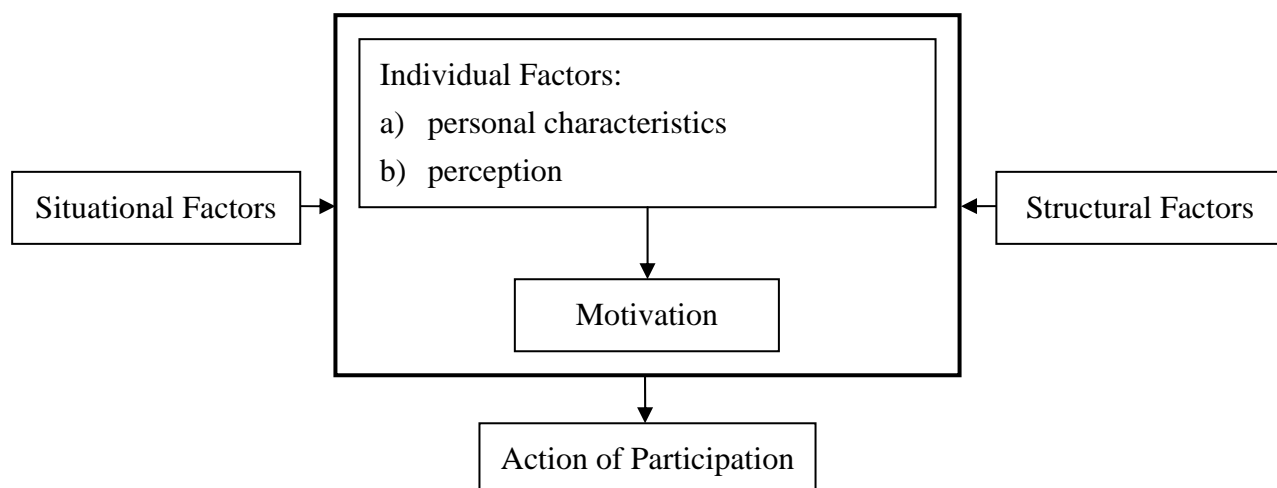 Individual Factors:
a) personal characteristics
b) perception
Situational Factors
Structural Factors
Motivation
Action of Participation